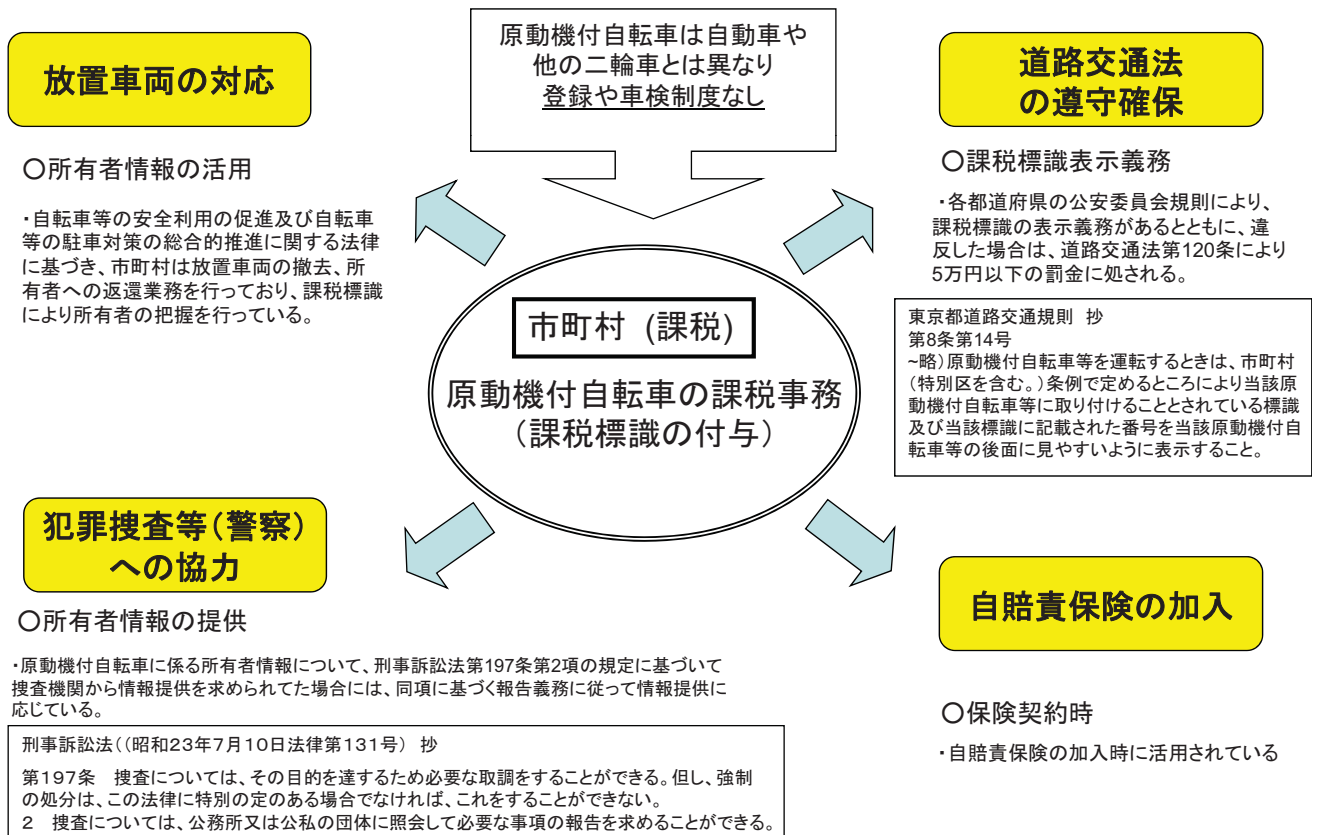 原動機付自転車は自動車や
他の二輪車とは異なり
登録や車検制度なし
放置車両の対応
○所有者情報の活用
・自転車等の安全利用の促進及び自転車
等の駐車対策の総合的推進に関する法律
に基づき、市町村は放置車両の撤去、所
有者への返還業務を行っており、課税標識
により所有者の把握を行っている。
道路交通法
の遵守確保
○課税標識表示義務
・各都道府県の公安委員会規則により、
課税標識の表示義務があるとともに、違
反した場合は、道路交通法第120条により
5万円以下の罰金に処される。
東京都道路交通規則 抄
第8条第14号
~略）原動機付自転車等を運転するときは、市町村
（特別区を含む。）条例で定めるところにより当該原
動機付自転車等に取り付けることとされている標識
及び当該標識に記載された番号を当該原動機付自
転車等の後面に見やすいように表示すること。
市町村 (課税)
原動機付自転車の課税事務
（課税標識の付与）
犯罪捜査等（警察）
への協力
○所有者情報の提供
・原動機付自転車に係る所有者情報について、刑事訴訟法第197条第2項の規定に基づいて
捜査機関から情報提供を求められてた場合には、同項に基づく報告義務に従って情報提供に
応じている。
刑事訴訟法（（昭和23年7月10日法律第131号） 抄
第197条　捜査については、その目的を達するため必要な取調をすることができる。但し、強制
の処分は、この法律に特別の定のある場合でなければ、これをすることができない。
2　捜査については、公務所又は公私の団体に照会して必要な事項の報告を求めることができる。
自賠責保険の加入
○保険契約時
・自賠責保険の加入時に活用されている